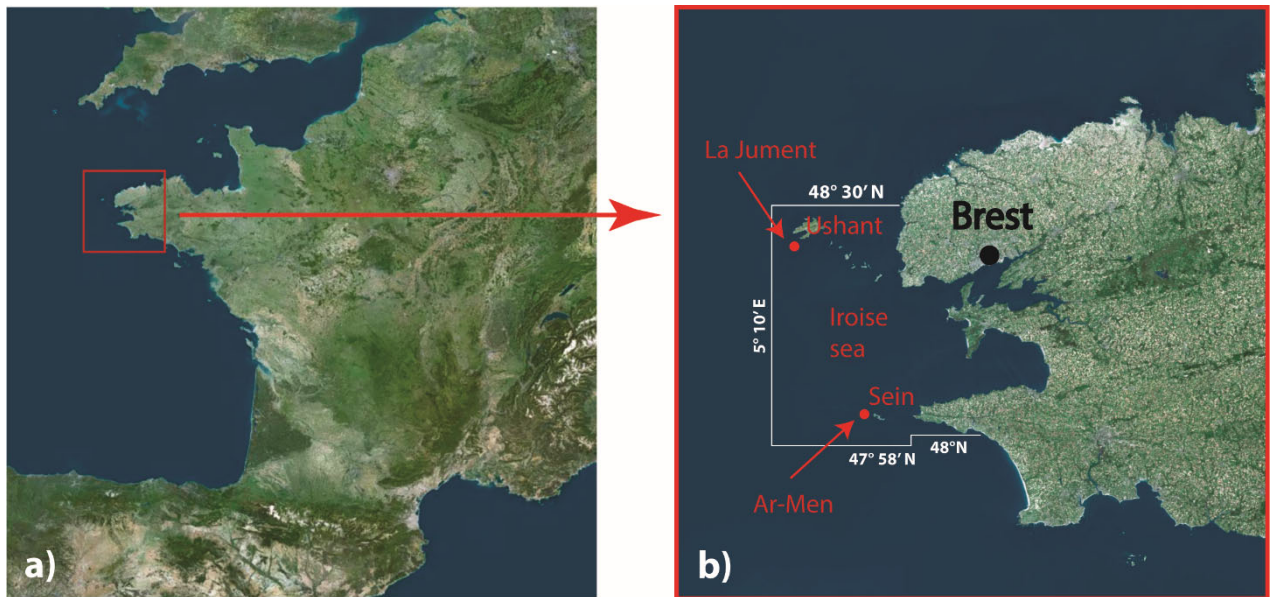 a)
La Jument
48° 30′ N
Ushant
Brest
5° 10′ E
Iroise
sea
Sein
48°N
47° 58′ N
Ar-Men
b)